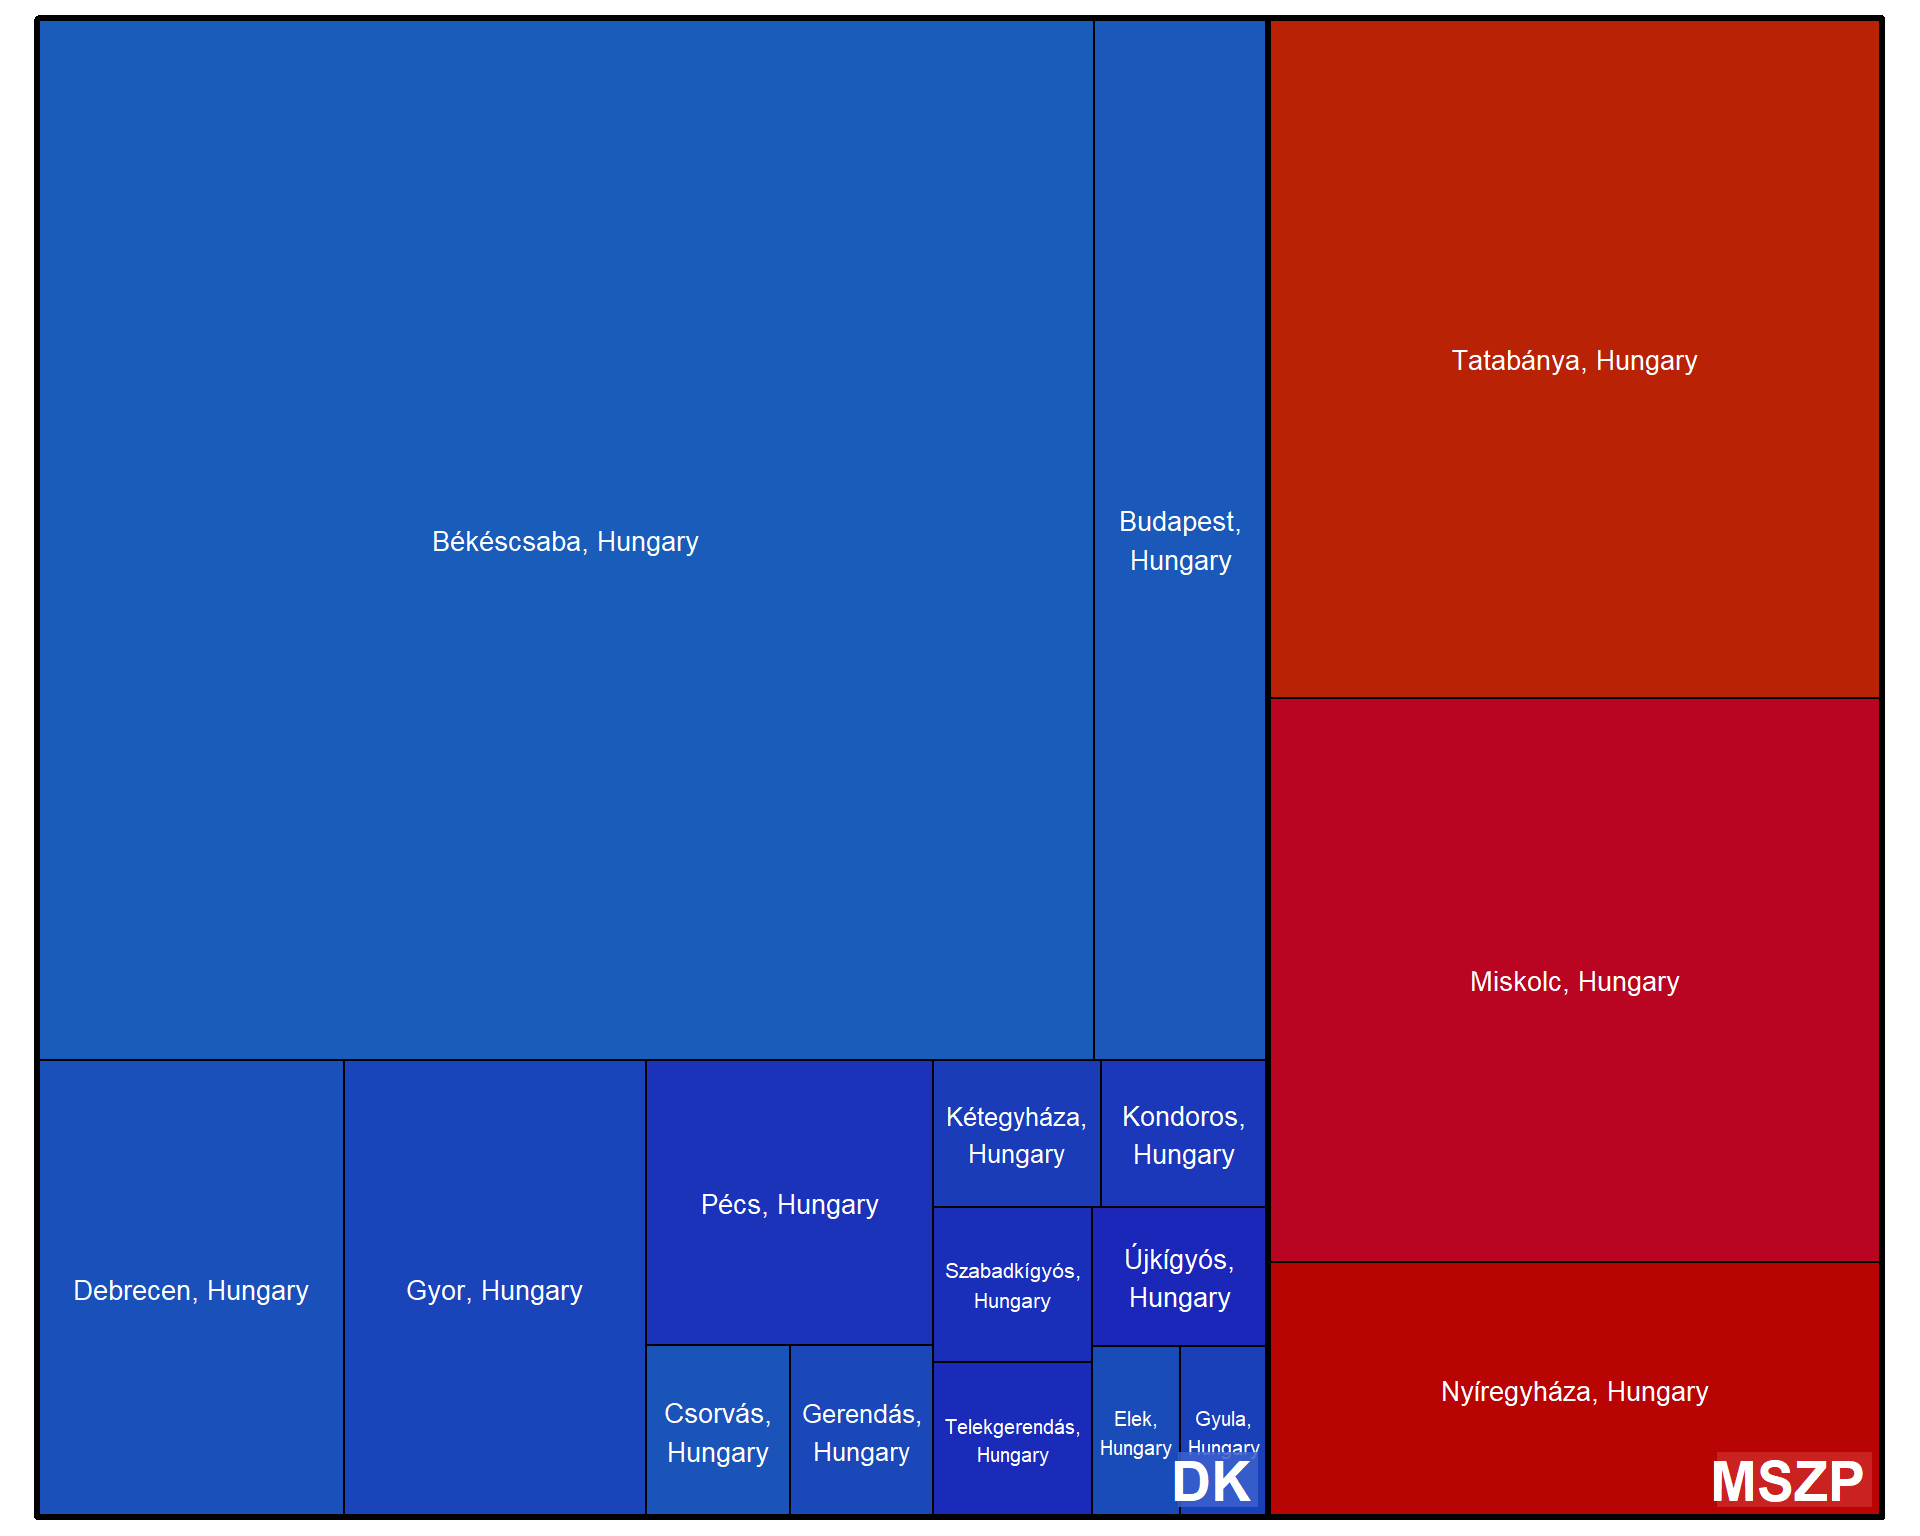 Békéscsaba, Hungary
Budapest,
Hungary
Debrecen, Hungary
Gyor, Hungary
Pécs, Hungary
Csorvás,
Hungary
Gerendás,
Hungary
Kétegyháza,
Hungary
Kondoros,
Hungary
Szabadkígyós,
Hungary
Újkígyós,
Hungary
Telekgerendás,
Hungary
Elek,
Hungary
Gyula,
Hungary
DK
Tatabánya, Hungary
Miskolc, Hungary
Nyíregyháza, Hungary
MSZP